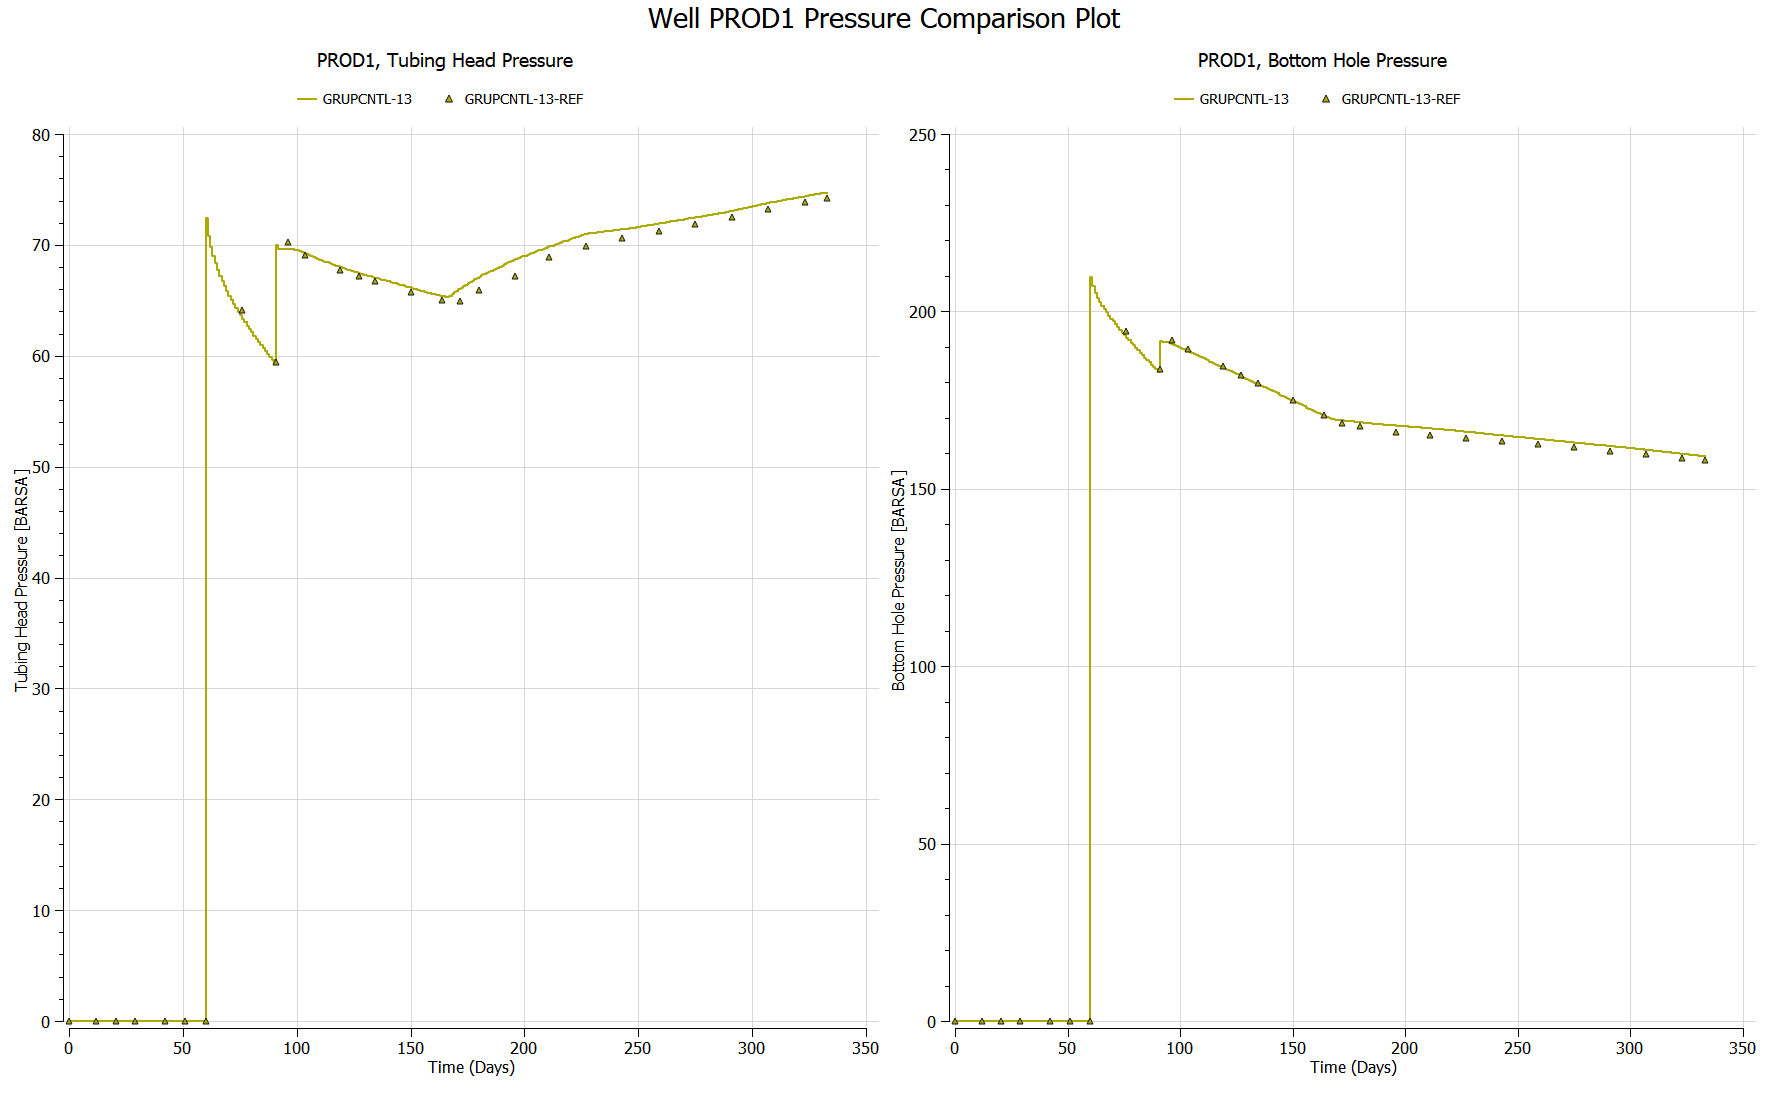 Well PROD1 Pressure Comparison Plot
PROD1, Tubing Head Pressure
GRUPCNTL-13
GRUPCNTL-13-REF
80
70
60
50
40
30
20
10
0
Tubing Head Pressure [BARSA]
0
50
100
150
200
250
300
350
Time (Days)
PROD1, Bottom Hole Pressure
GRUPCNTL-13
GRUPCNTL-13-REF
250
200
150
100
50
0
Bottom Hole Pressure [BARSA]
0
50
100
150
200
250
300
350
Time (Days)